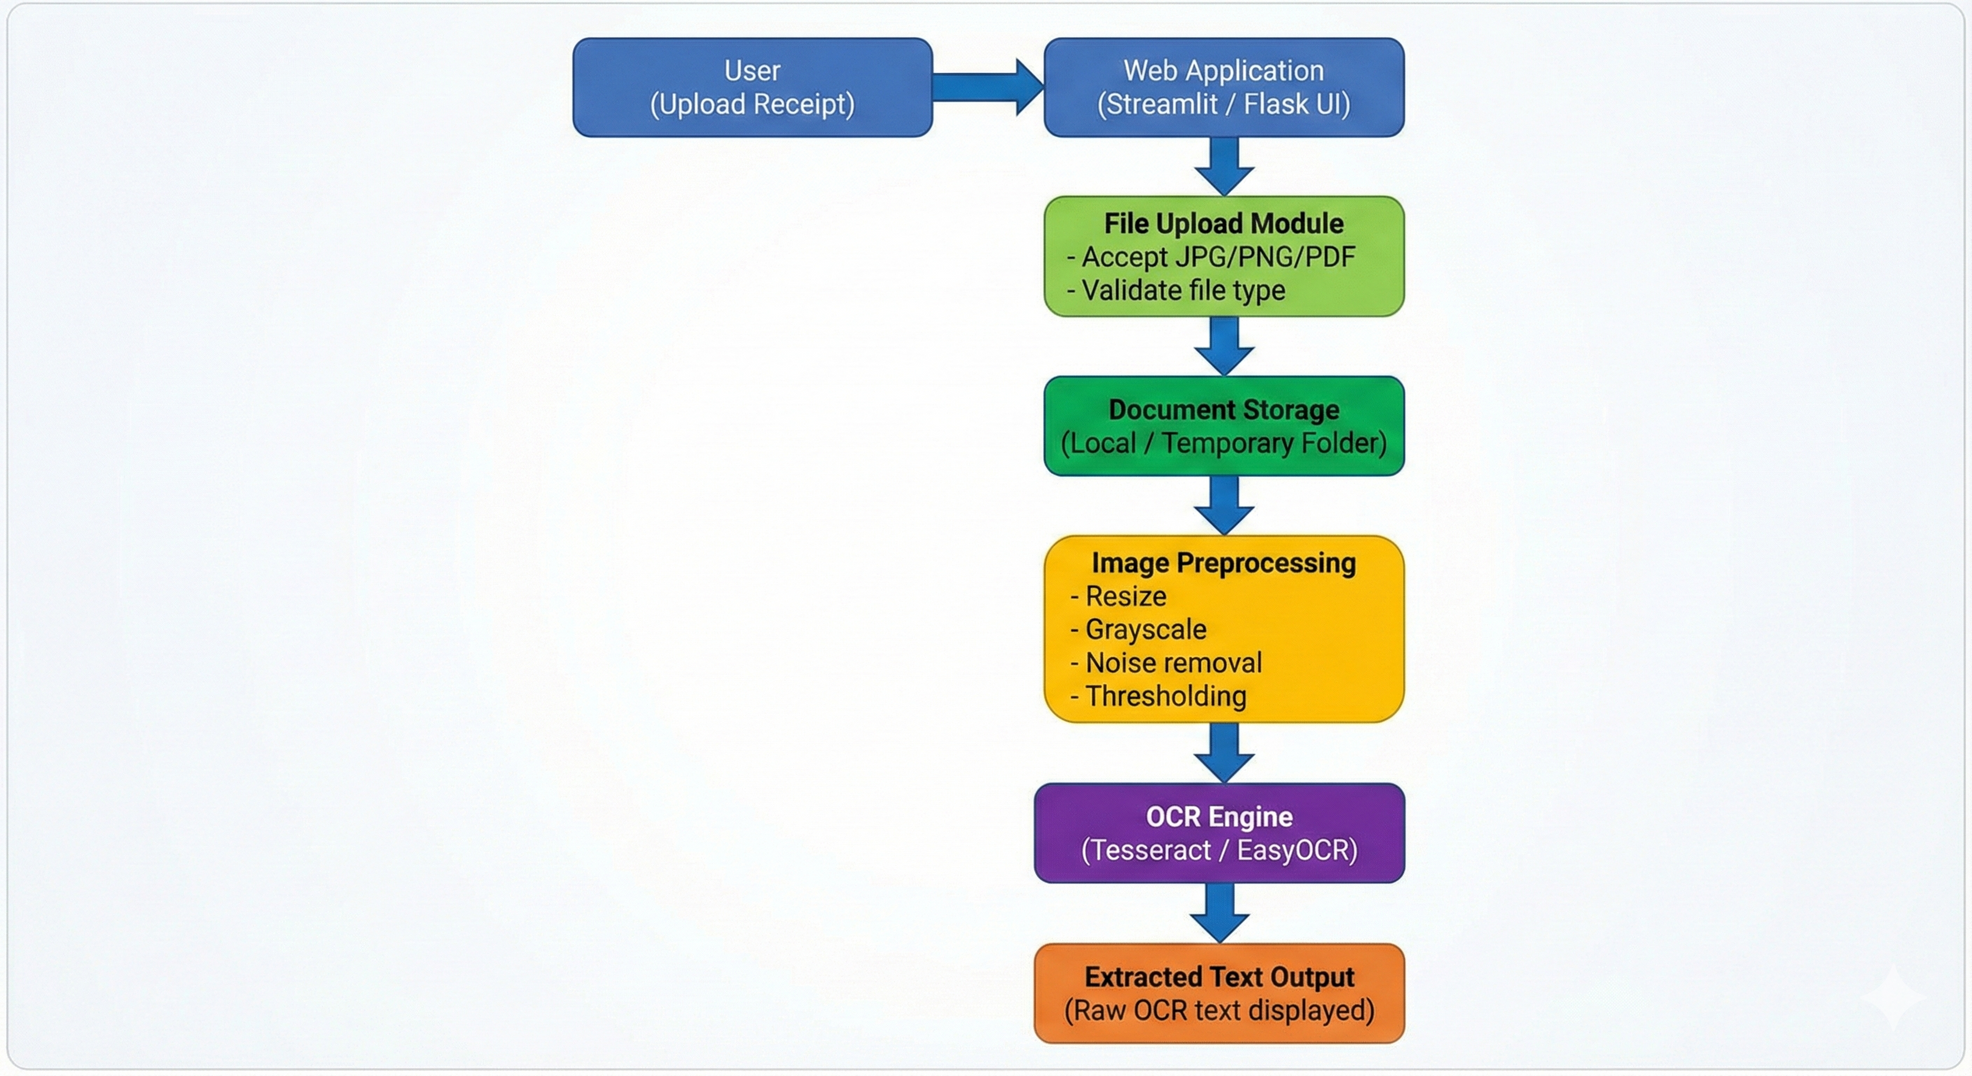 User
(Upload Receipt)
Web Application
(Streamlit / Flask UI)
File Upload Module
- Accept JPG/PNG/PDF
- Validate file type
Document Storage
(Local / Temporary Folder)
Image Preprocessing
- Resize
- Grayscale
- Noise removal
- Thresholding
OCR Engine
(Tesseract / EasyOCR)
Extracted Text Output
(Raw OCR text displayed)